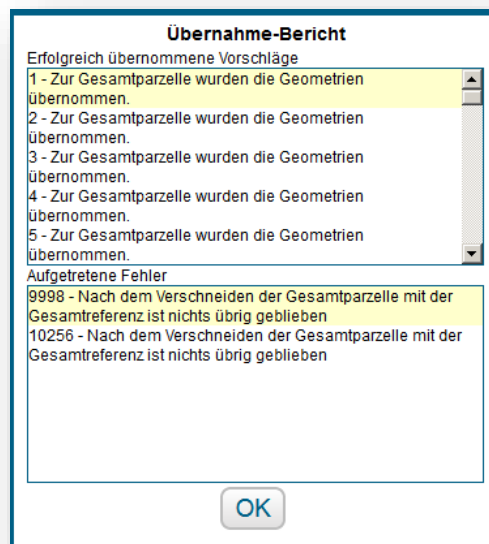 Übernahme-Bericht
Erfolgreich übernommene Vorschläge
1 - Zur Gesamtparzelle wurden die Geometrien
übernommen.
2 - Zur Gesamtparzelle wurden die Geometrien
übernommen.
3 - Zur Gesamtparzelle wurden die Geometrien
übernommen.
4 - Zur Gesamtparzelle wurden die Geometrien
übernommen.
5 - Zur Gesamtparzelle wurden die Geometrien
übernommen.
Aufgetretene Fehler
9998 - Nach dem Verschneiden der Gesamtparzelle mit der
Gesamtreferenz ist nichts übrig geblieben
10256 - Nach dem Verschneiden der Gesamtparzelle mit der
Gesamtreferenz ist nichts übrig geblieben
OK